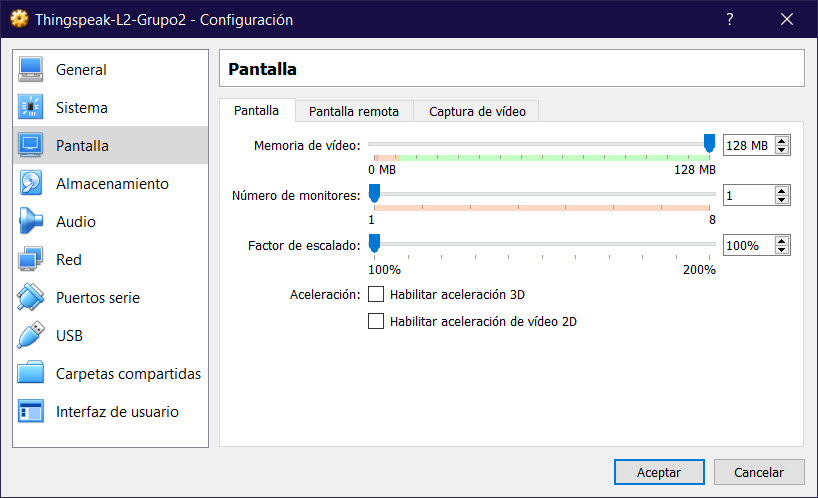 Thingspeak-L2-Grupo2 - Configuración
?
General
Sistema
Pantalla
Almacenamiento
Audio
Red
Puertos serie
USB
Carpetas compartidas
Interfaz de usuario
Pantalla
Pantalla
Pantalla remota
Captura de vídeo
Memoria de vídeo:
128 MB
0 MB
128 MB
Número de monitores:
1
1
8
Factor de escalado:
100%
100%
200%
Aceleración:
Habilitar aceleración 3D
Habilitar aceleración de vídeo 2D
Aceptar
Cancelar